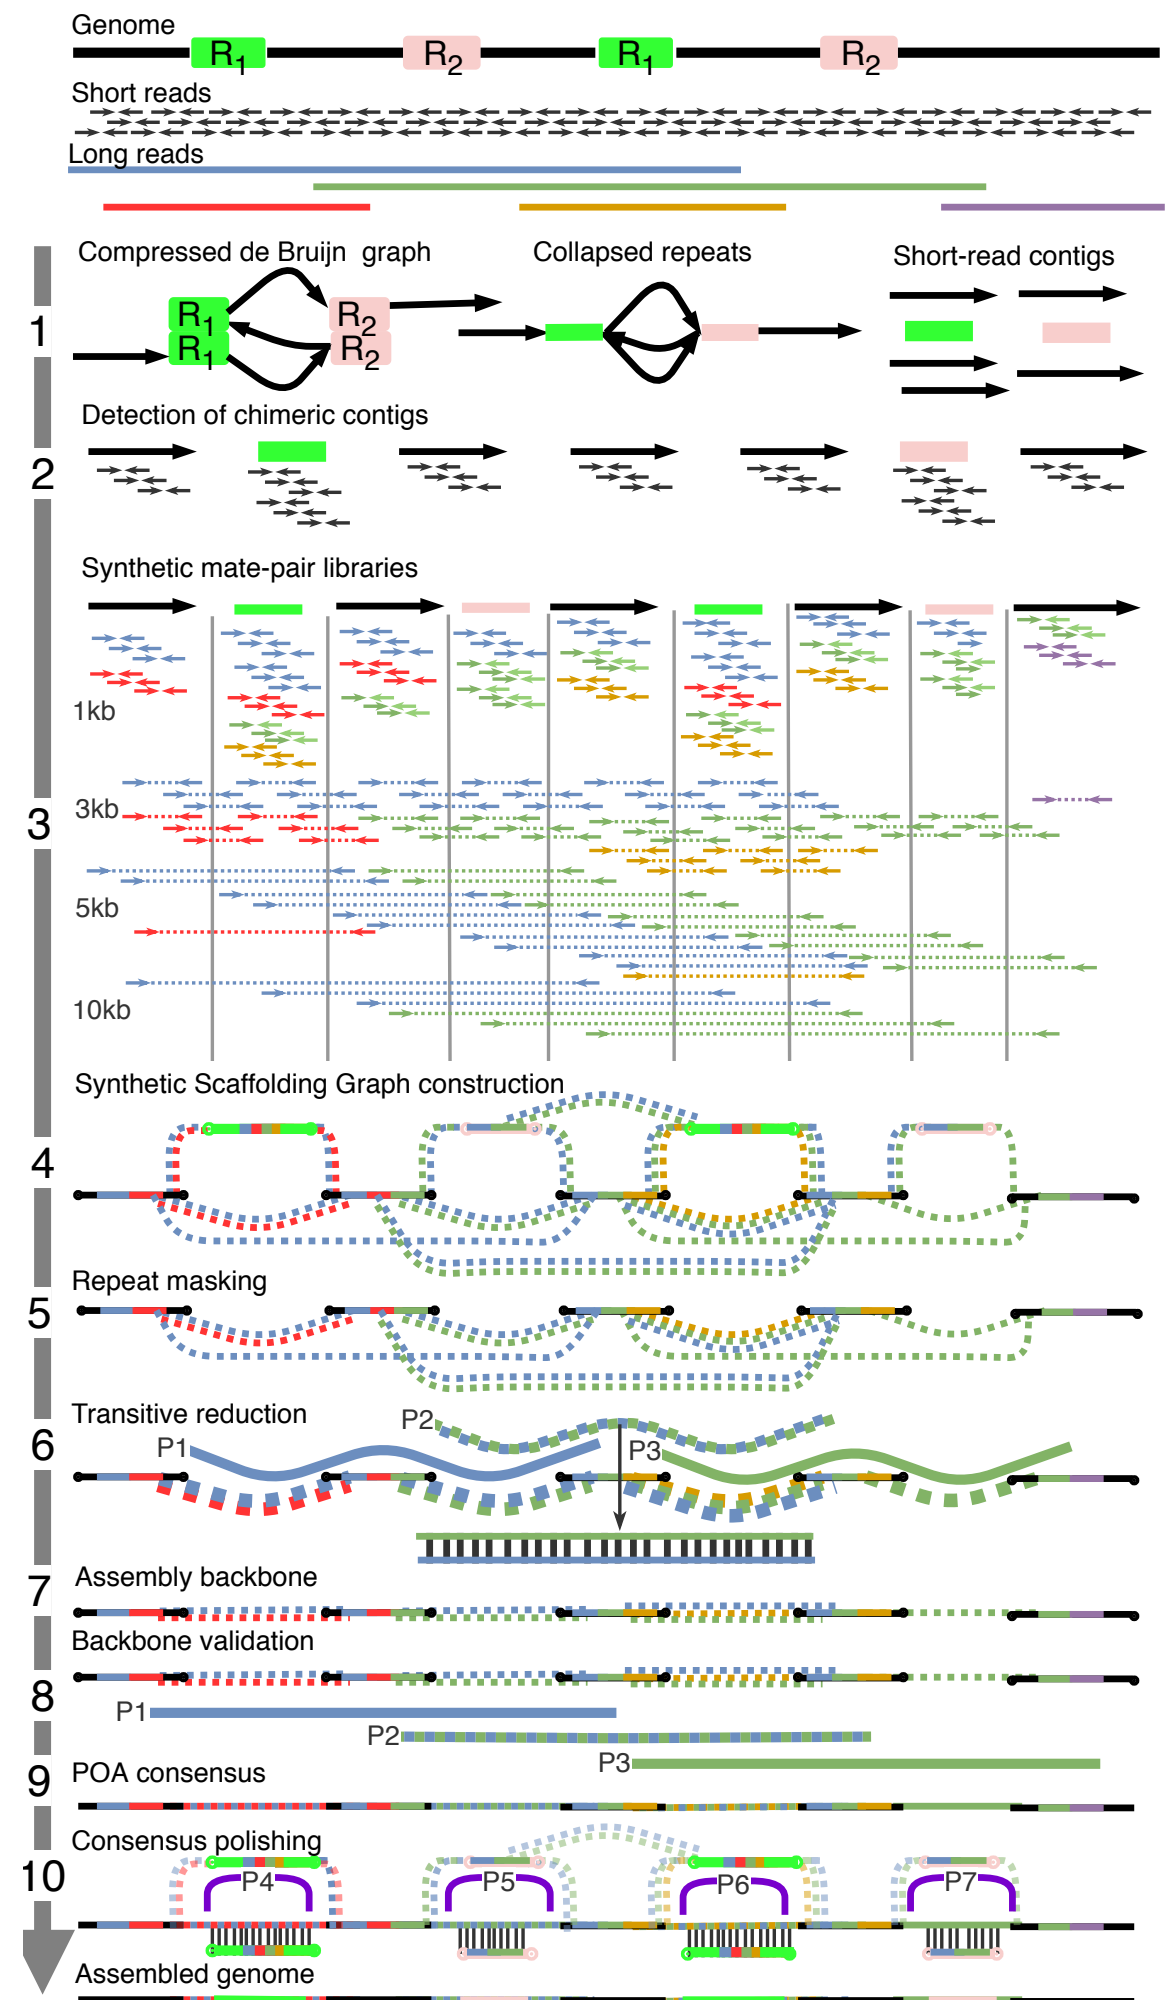 Genome
R1 R2 R1 R2
Short reads
Long reads
Compressed de Bruijn graph
Collapsed repeats
Short-read contigs
1
R1 R2
R1 R2
Detection of chimeric contigs
2
Synthetic mate-pair libraries
1kb
3
3kb
5kb
10kb
Synthetic Scaffolding Graph construction
4
Repeat masking
5
Transitive reduction
6
P1
P2
P3
Assembly backbone
7
Backbone validation
8
P1
P2
P3
POA consensus
9
Consensus polishing
10
P4 P5 P6 P7
Assembled genome